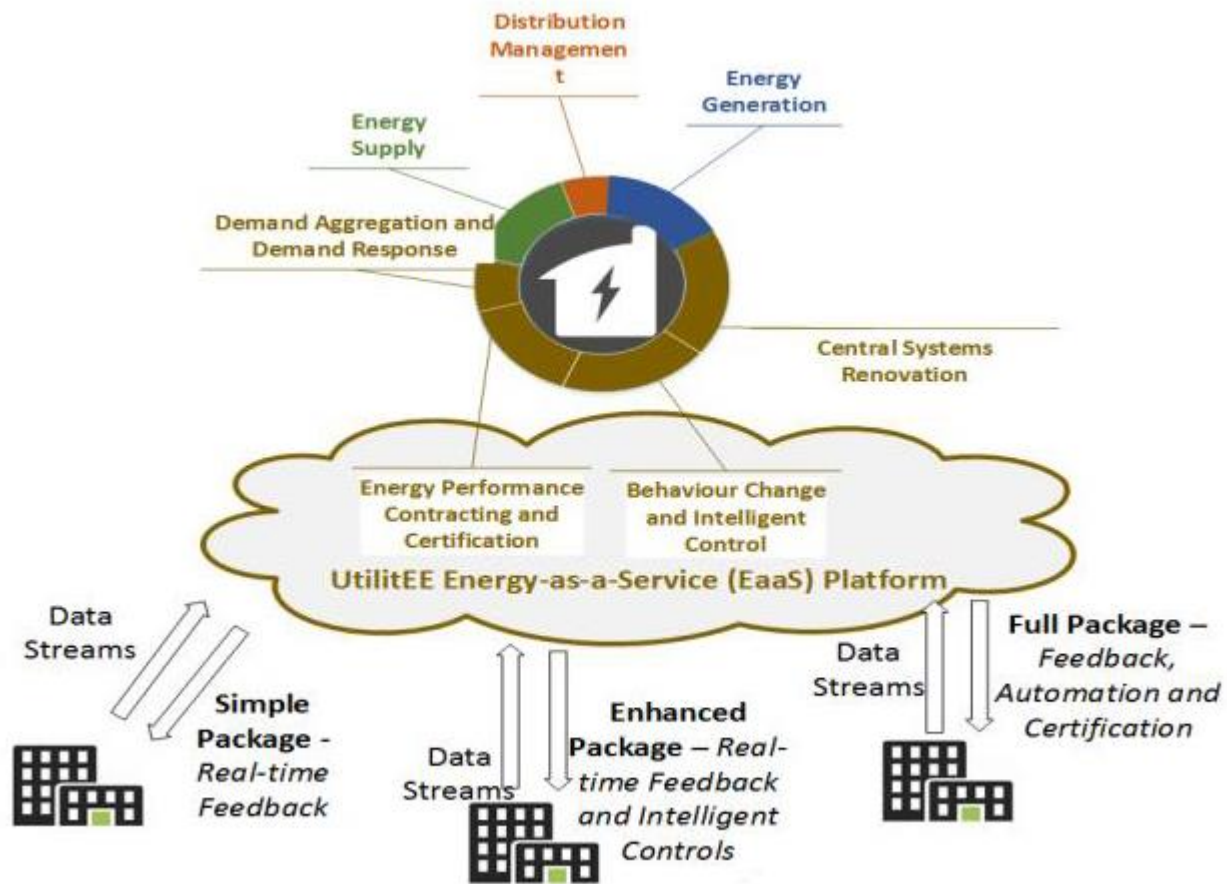 Distribution
Managemen
t
Energy
Generation
Energy
Supply
Demand Aggregation and
Demand Response
Central Systems
Renovation
Energy Performance
Contracting and
Certification
Behaviour Change
and Intelligent
Control
UtilitEE Energy-as-a-Service (EaaS) Platform
Data
Streams
Simple
Package -
Real-time
Feedback
Data
Streams
Enhanced
Package – Real-
time Feedback
and Intelligent
Controls
Data
Streams
Full Package –
Feedback,
Automation and
Certification